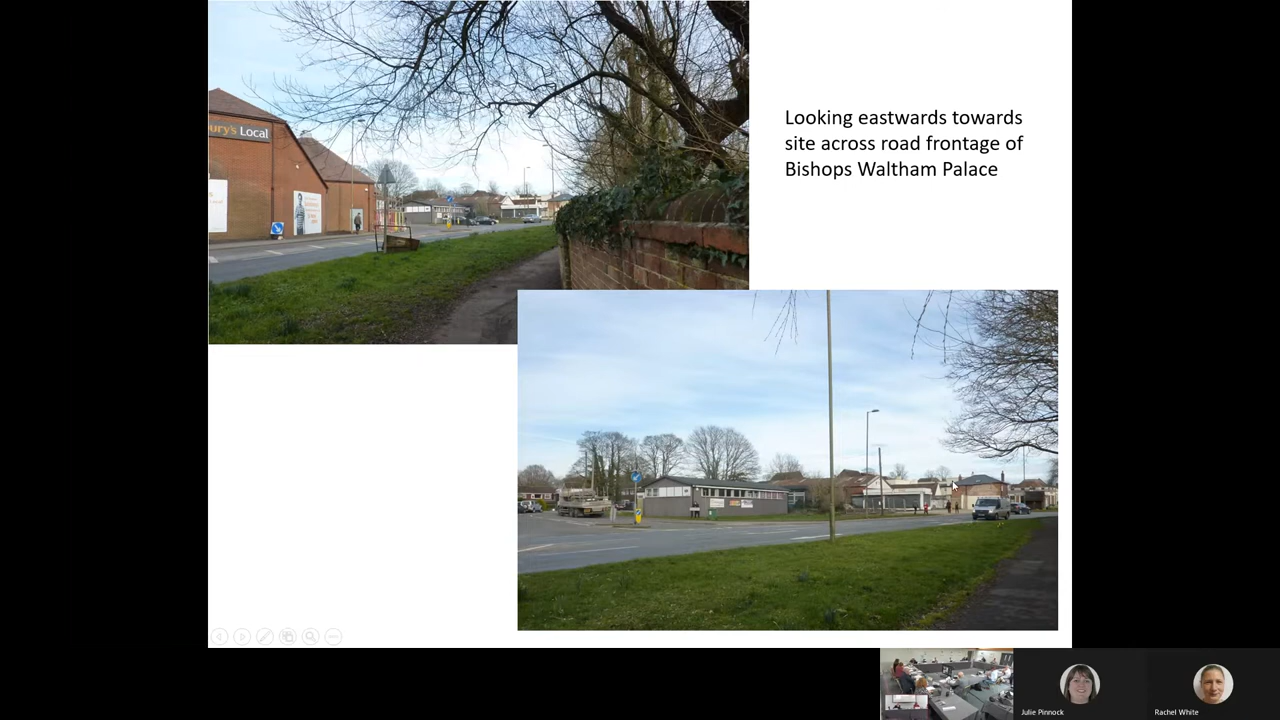 ury's Local
Looking eastwards towards
site across road frontage of
Bishops Waltham Palace
Julie Pinnock
Rachel White